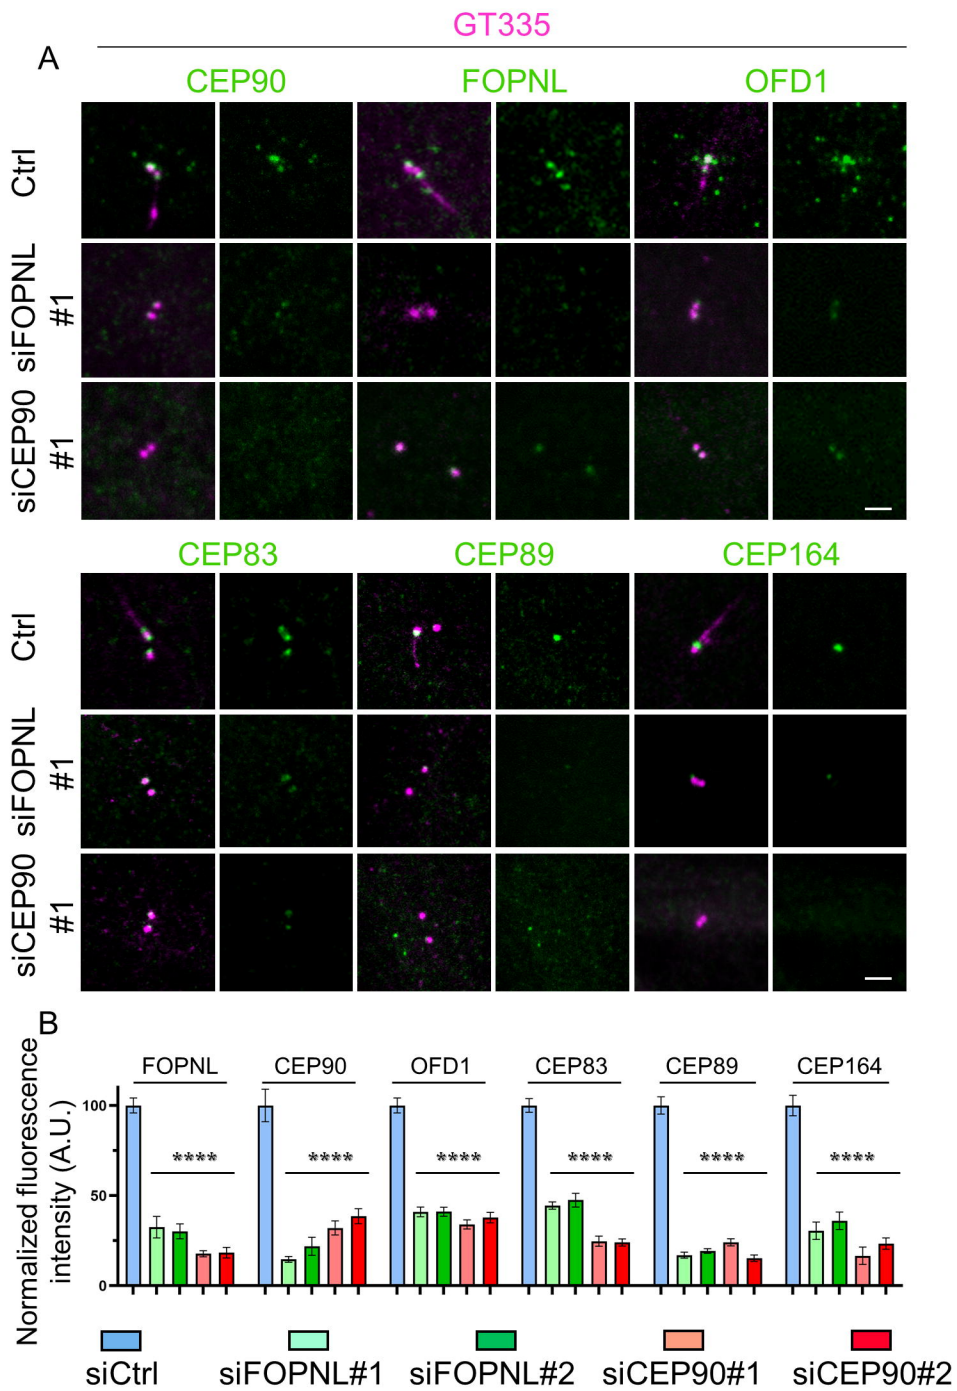 GT335
A
CEP90 FOPNL OFD1
Ctrl
siFOPNL
#1
siCEP90
#1
CEP83 CEP89 CEP164
Ctrl
siFOPNL
#1
siCEP90
#1
B
Normalized fluorescence
intensity (A.U.)
FOPNL CEP90 OFD1 CEP83 CEP89 CEP164
100
**** **** **** **** **** ****
50
0
siCtrl siFOPNL#1 siFOPNL#2 siCEP90#1 siCEP90#2